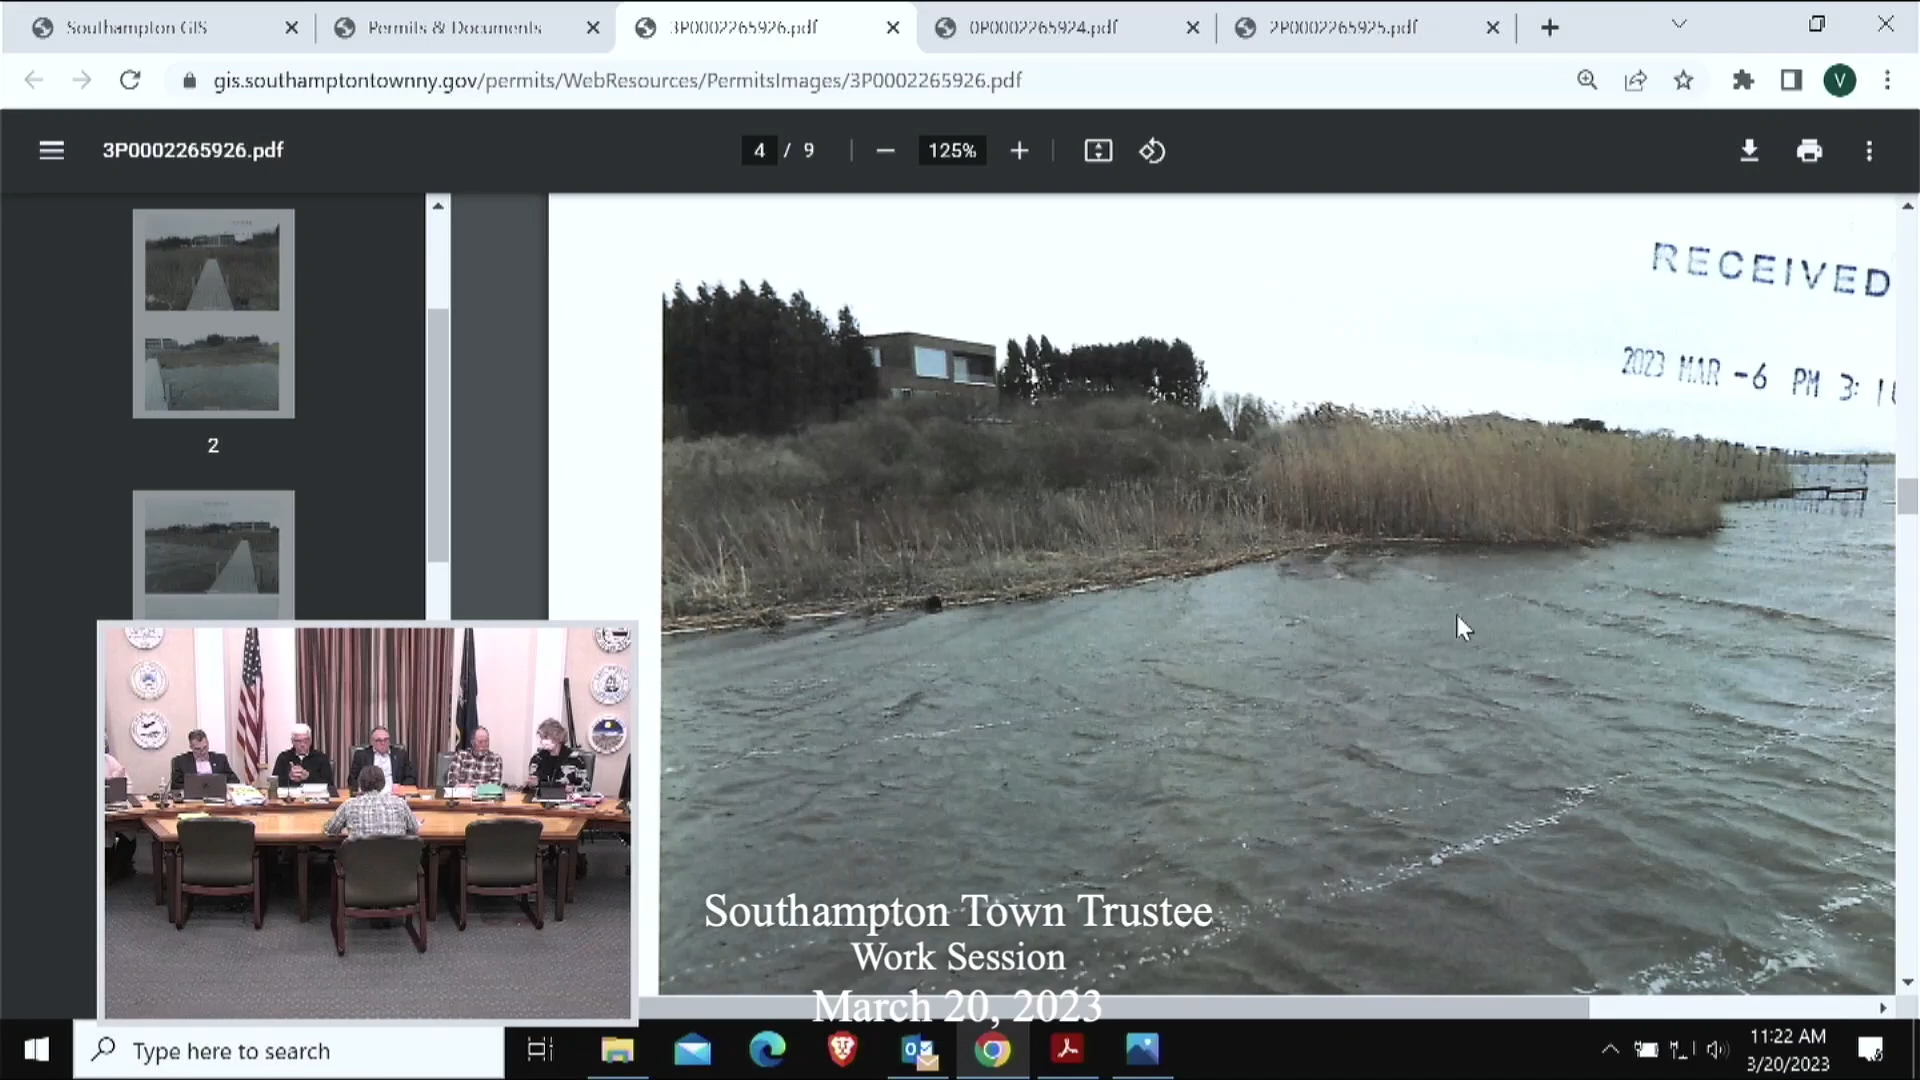 Southampton GIS
Permits & Documents
3P0002265926.pdf
0P0002265924.pdf
2P0002265925.pdf
gis.southamptontownny.gov/permits/WebResources/PermitsImages/3P0002265926.pdf
V
3P0002265926.pdf
4 / 9
125%
2
RECEIVED
2023 MAR -6 PM 3:
Southampton Town Trustee
Work Session
March 20, 2023
Type here to search
11:22 AM
3/20/2023